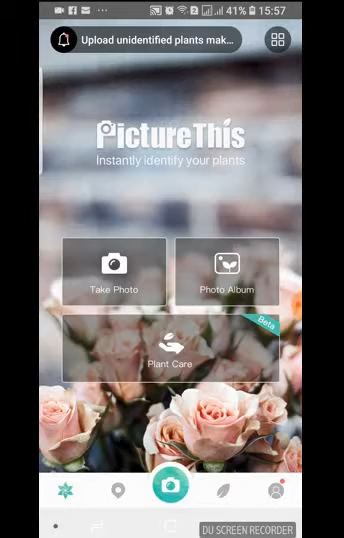 41% 15:57
Upload unidentified plants mak...
PictureThis
Instantly identify your plants
Take Photo
Photo Album
Beta
Plant Care
DU SCREEN RECORDER